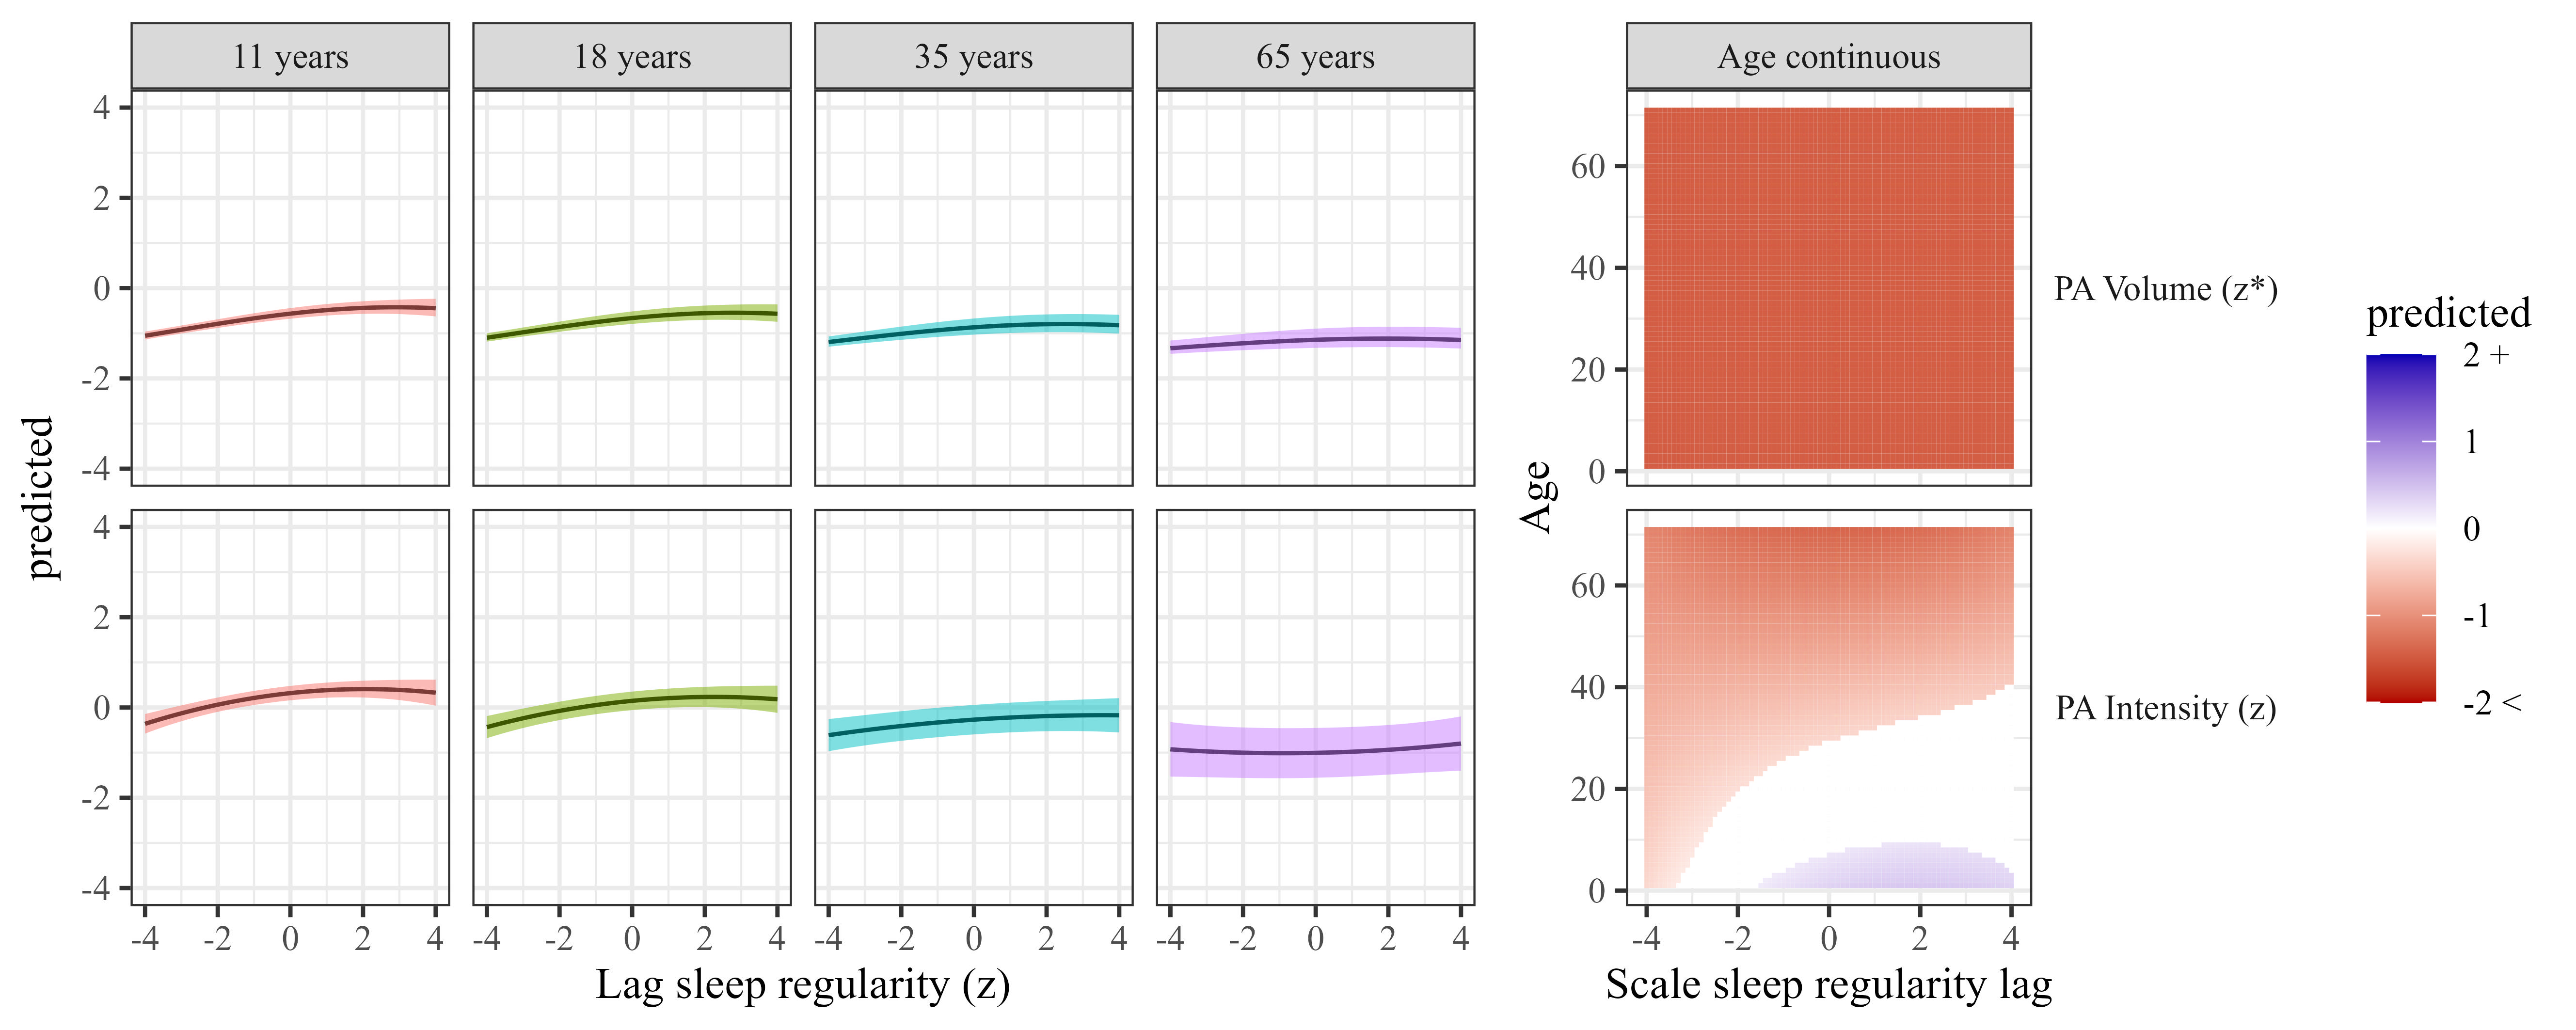 11 years
18 years
35 years
65 years
Age continuous
4
2
0
-2
-4
60
40
20
0
PA Volume (z*)
predicted
2 +
1
0
-1
-2 <
predicted
Age
4
2
0
-2
-4
60
40
20
0
PA Intensity (z)
-4 -2 0 2 4
-4 -2 0 2 4
-4 -2 0 2 4
-4 -2 0 2 4
-4 -2 0 2 4
Lag sleep regularity (z)
Scale sleep regularity lag